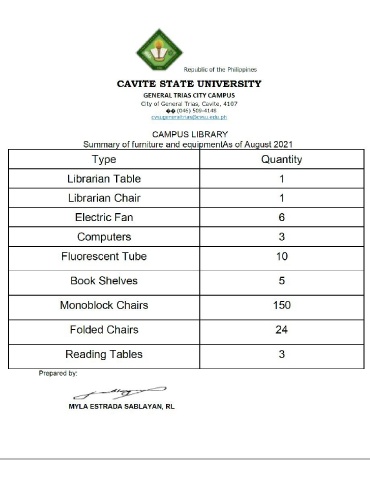 Republic of the Philippines
CAVITE STATE UNIVERSITY
GENERAL TRIAS CITY CAMPUS
City of General Trias, Cavite, 4107
�� (046) 509-4148
cvsugeneraltrias@cvsu.edu.ph
CAMPUS LIBRARY
Summary of furniture and equipmentAs of August 2021
Type Quantity
Librarian Table 1
Librarian Chair 1
Electric Fan 6
Computers 3
Fluorescent Tube 10
Book Shelves 5
Monoblock Chairs 150
Folded Chairs 24
Reading Tables 3
Prepared by:
MYLA ESTRADA SABLAYAN, RL